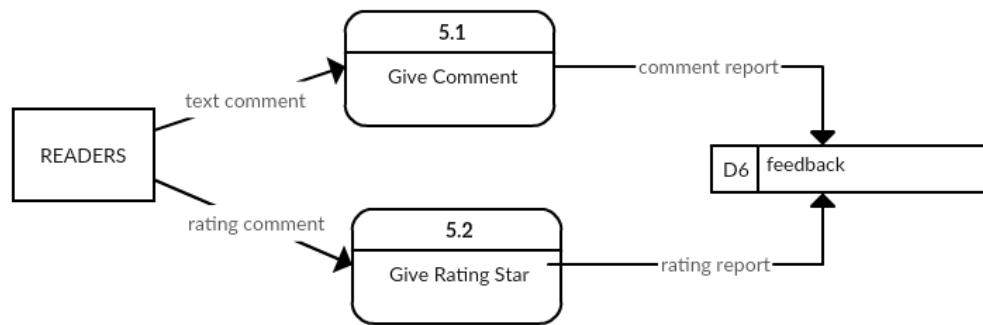 5.1
Give Comment
comment report
text comment
READERS
D6
feedback
rating comment
5.2
Give Rating Star
rating report